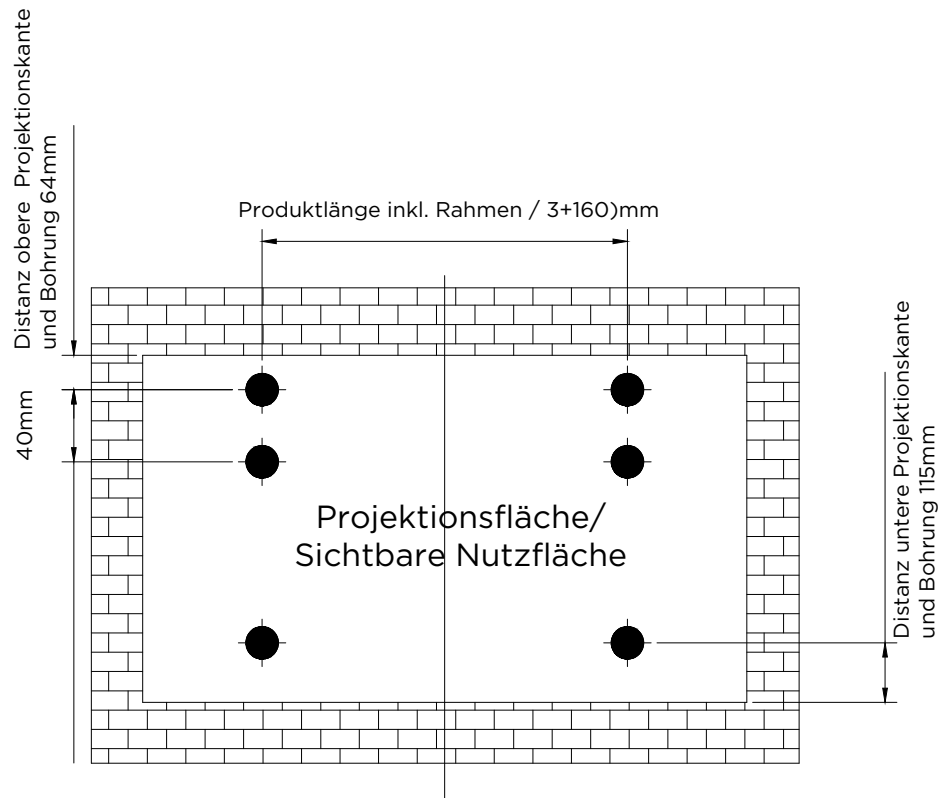 Distanz obere Projektionskante
und Bohrung 64mm
Produktlänge inkl. Rahmen / 3+160)mm
40mm
Projektionsfläche/
Sichtbare Nutzfläche
Distanz untere Projektionskante
und Bohrung 115mm